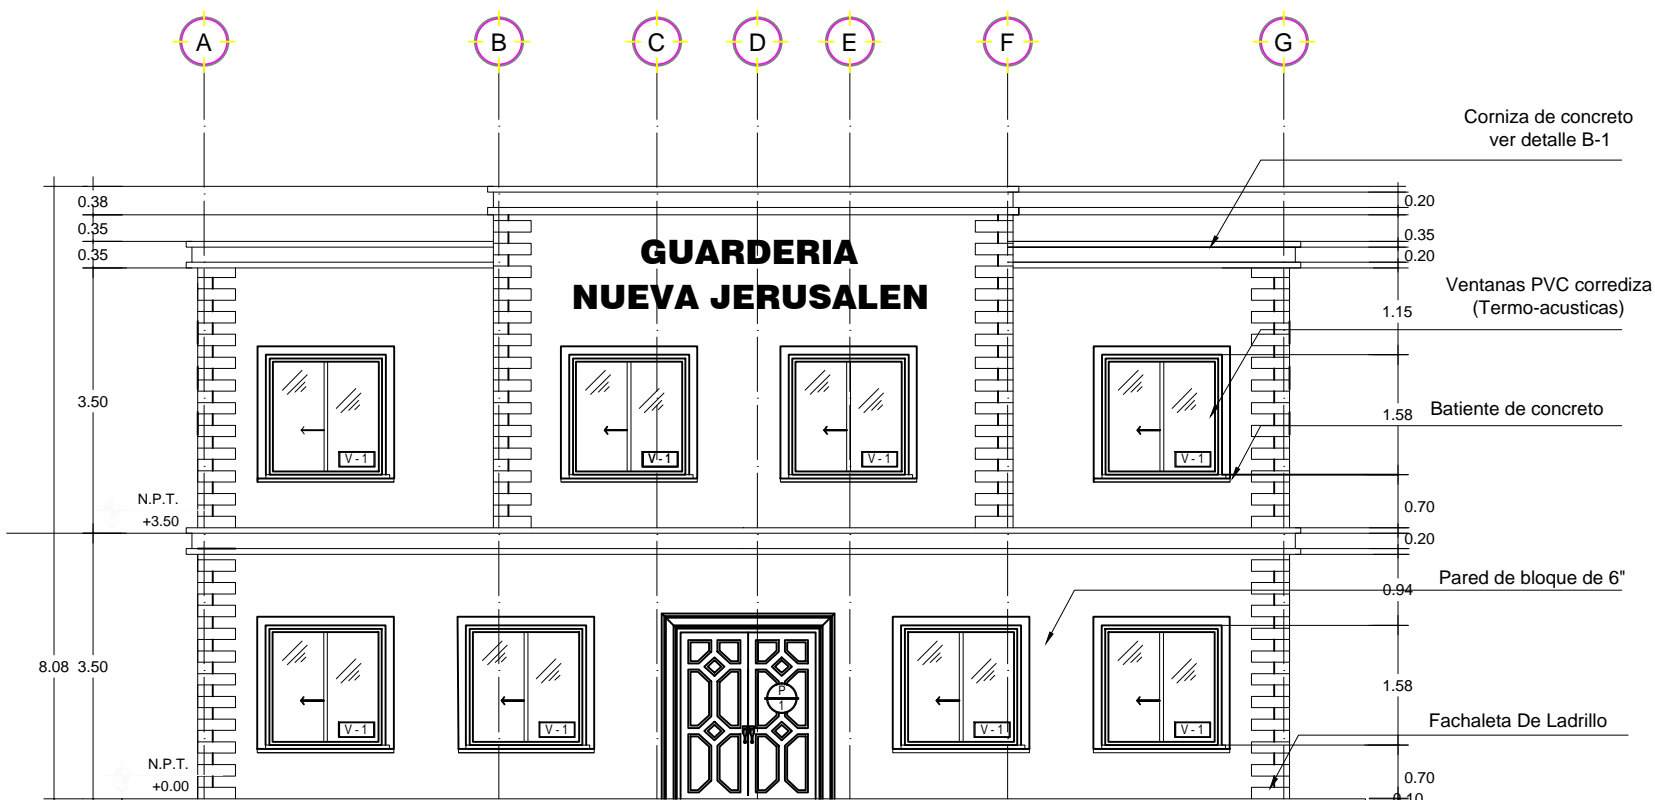 A B C D E F G
Corniza de concreto
ver detalle B-1
0.38
0.20
0.35
0.35
GUARDERIA
0.35
0.20
Ventanas PVC corrediza
NUEVA JERUSALEN
(Termo-acusticas)
1.15
3.50
1.58
Batiente de concreto
V-1 V-1 V-1 V-1
N.P.T.
+3.50
0.70
0.20
Pared de bloque de 6"
0.94
8.08 3.50
1.58
P
1
Fachaleta De Ladrillo
V-1 V-1 V-1 V-1
N.P.T.
+0.00
0.70
0.10